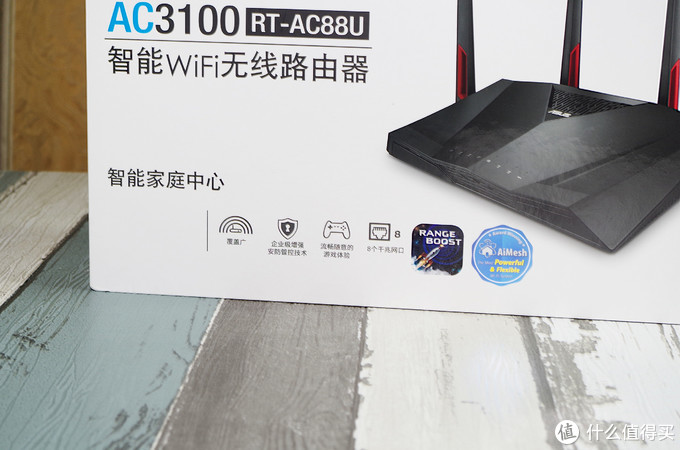 AC3100 RT-AC88U
智能WiFi无线路由器
ASUS
智能家庭中心
覆盖广
企业级增强
安防管控技术
流畅随意的
游戏体验
8
8个千兆网口
RANGE
BOOST
AiMesh
Powerful
& Flexible
值 什么值得买